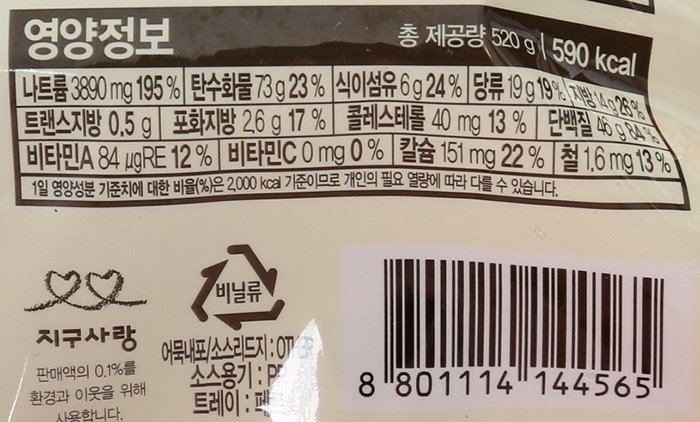 영양정보 총 제공량 520 g | 590 kcal
나트륨 3890 mg 195 % 탄수화물 73 g 23 % 식이섬유 6 g 24 % 당류 19 g 19% 지방 14 g 26 %
트랜스지방 0.5 g 포화지방 2.6 g 17 % 콜레스테롤 40 mg 13 % 단백질 46 g 84 %
비타민A 84 μgRE 12 % 비타민C 0 mg 0 % 칼슘 151 mg 22 % 철 1.6 mg 13 %
1일 영양성분 기준치에 대한 비율(%)은 2,000 kcal 기준이므로 개인의 필요 열량에 따라 다를 수 있습니다.
비닐류
지구사랑
판매액의 0.1%를
환경과 이웃을 위해
사용합니다.
어묵내포/소스리드지 :
소스용기 :
트레이 :
8 801114 144565